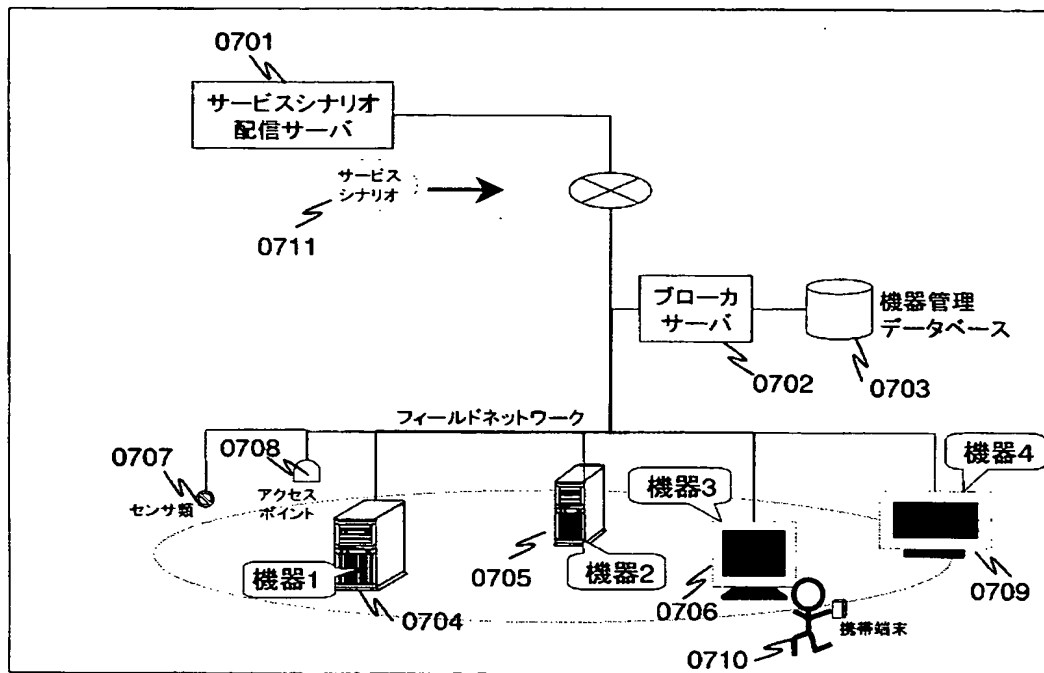 0701
サービスシナリオ
配信サーバ
サービス
シナリオ
0711
ブローカ
サーバ
機器管理
データベース
0702
0703
フィールドネットワーク
0707
0708
センサ類
アクセス
ポイント
機器1
0704
0705
機器2
機器3
0706
機器4
0709
0710
携帯端末